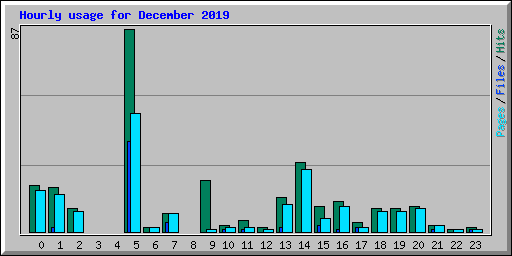 Hourly usage for December 2019
87
Pages/Files/Hits
0 1 2 3 4 5 6 7 8 9 10 11 12 13 14 15 16 17 18 19 20 21 22 23